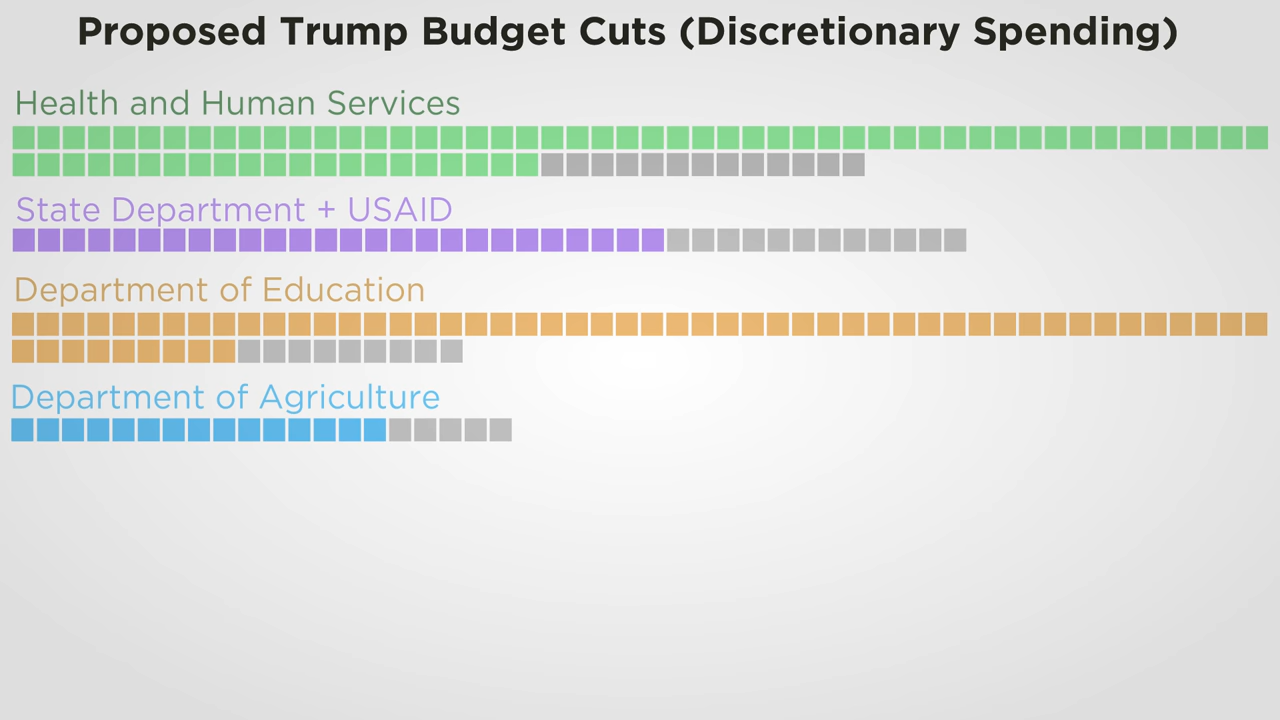 Proposed Trump Budget Cuts (Discretionary Spending)
Health and Human Services
State Department + USAID
Department of Education
Department of Agriculture